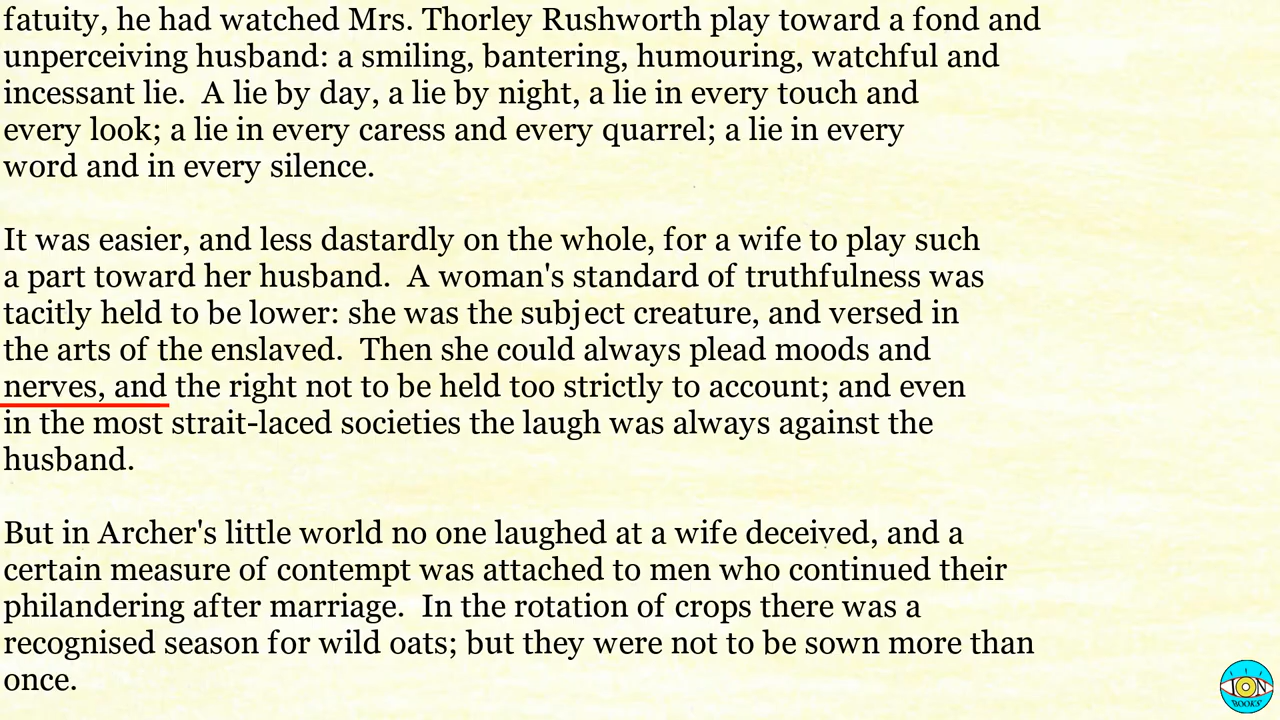 fatuity, he had watched Mrs. Thorley Rushworth play toward a fond and
unperceiving husband: a smiling, bantering, humouring, watchful and
incessant lie.  A lie by day, a lie by night, a lie in every touch and
every look; a lie in every caress and every quarrel; a lie in every
word and in every silence.
It was easier, and less dastardly on the whole, for a wife to play such
a part toward her husband.  A woman's standard of truthfulness was
tacitly held to be lower: she was the subject creature, and versed in
the arts of the enslaved.  Then she could always plead moods and
nerves, and the right not to be held too strictly to account; and even
in the most strait-laced societies the laugh was always against the
husband.
But in Archer's little world no one laughed at a wife deceived, and a
certain measure of contempt was attached to men who continued their
philandering after marriage.  In the rotation of crops there was a
recognised season for wild oats; but they were not to be sown more than
once.
ION
BOOKS